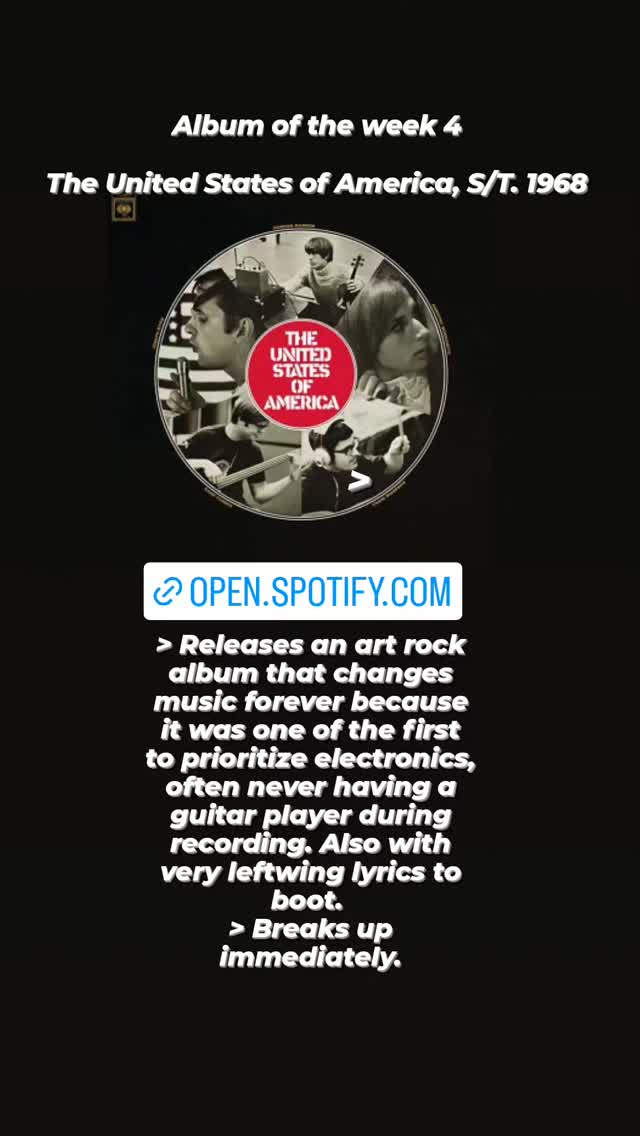 Album of the week 4
The United States of America, S/T. 1968
THE
UNITED
STATES
OF
AMERICA
>
OPEN.SPOTIFY.COM
> Releases an art rock
album that changes
music forever because
it was one of the first
to prioritize electronics,
often never having a
guitar player during
recording. Also with
very leftwing lyrics to
boot.
> Breaks up
immediately.